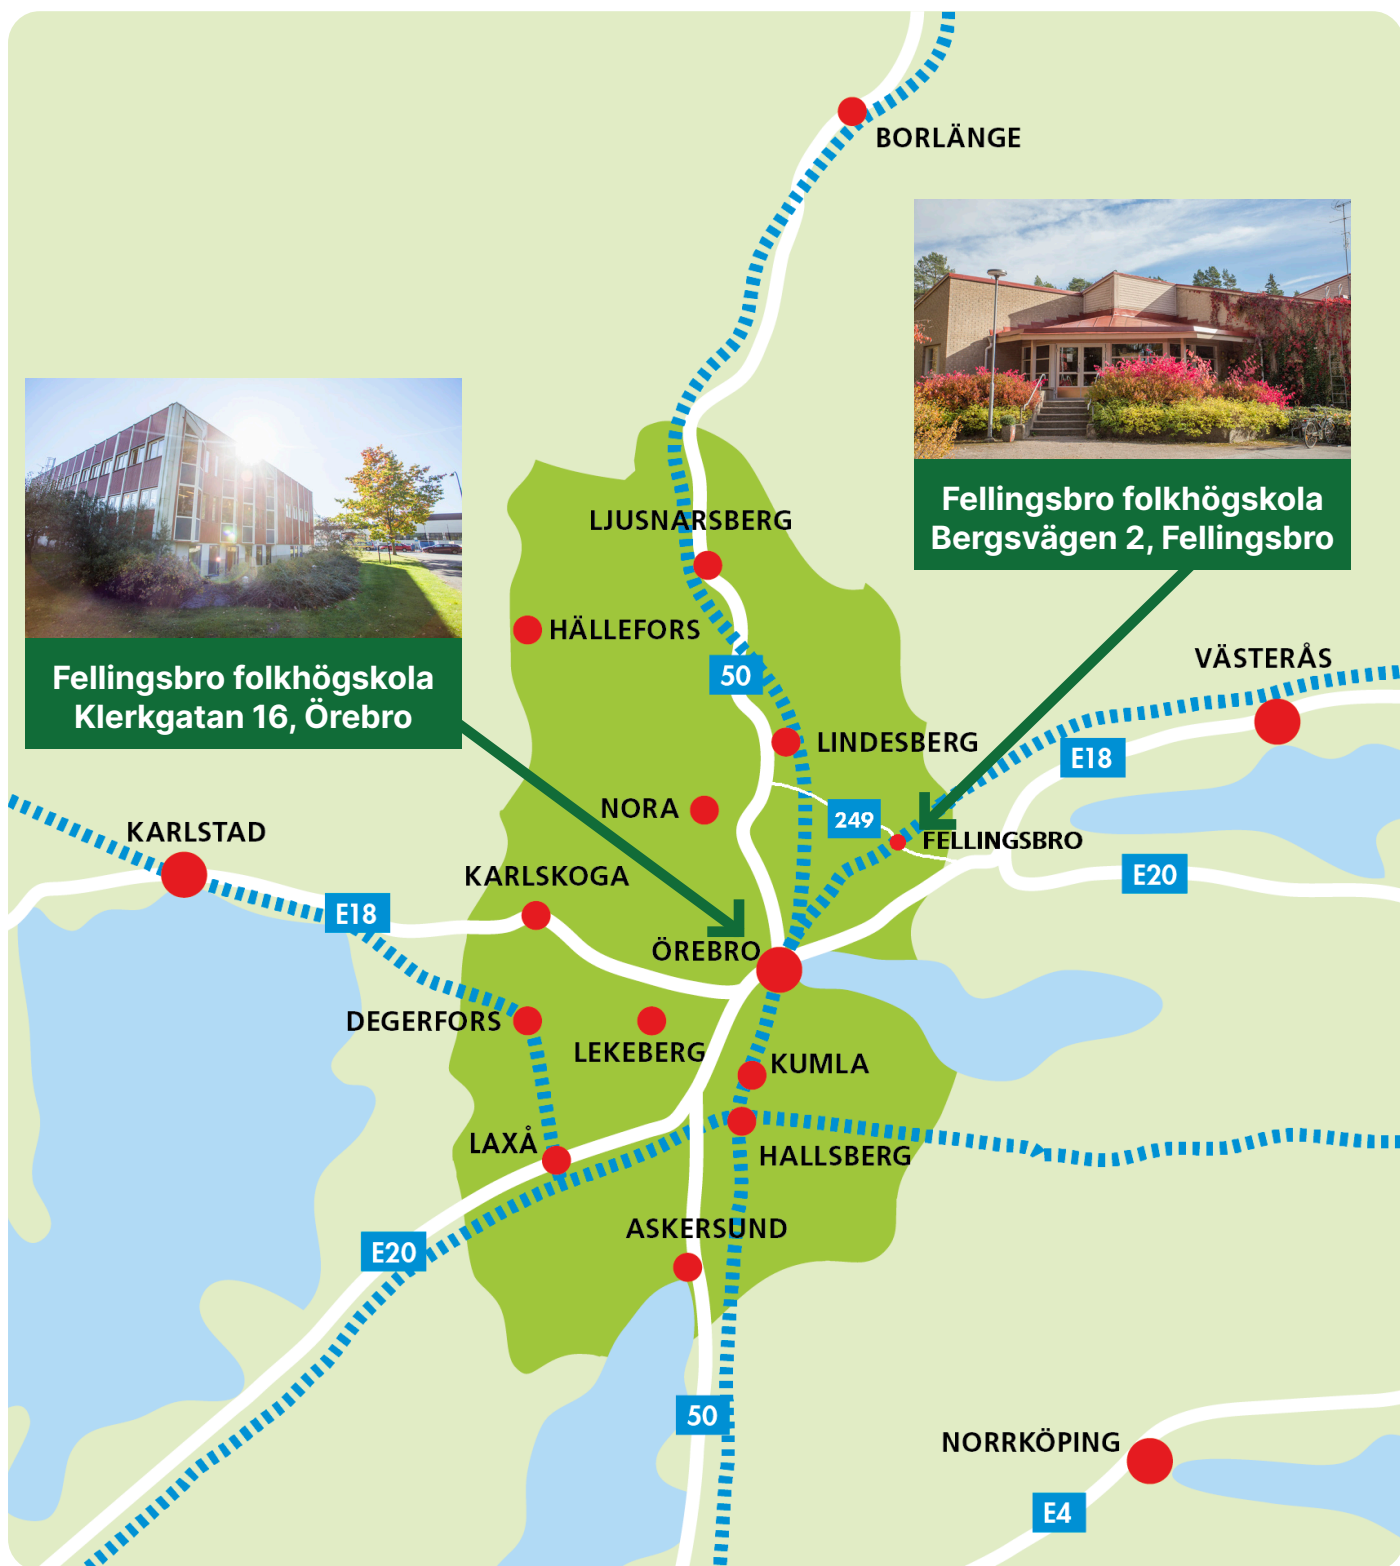 BORLÄNGE
Fellingsbro folkhögskola
Bergsvägen 2, Fellingsbro
LJUSNARSBERG
HÄLLEFORS
50
VÄSTERÅS
Fellingsbro folkhögskola
Klerkgatan 16, Örebro
LINDESBERG
E18
NORA
249
FELLINGSBRO
KARLSTAD
KARLSKOGA
E20
E18
ÖREBRO
DEGERFORS
LEKEBERG
KUMLA
LAXÅ
HALLSBERG
ASKERSUND
E20
50
NORRKÖPING
E4